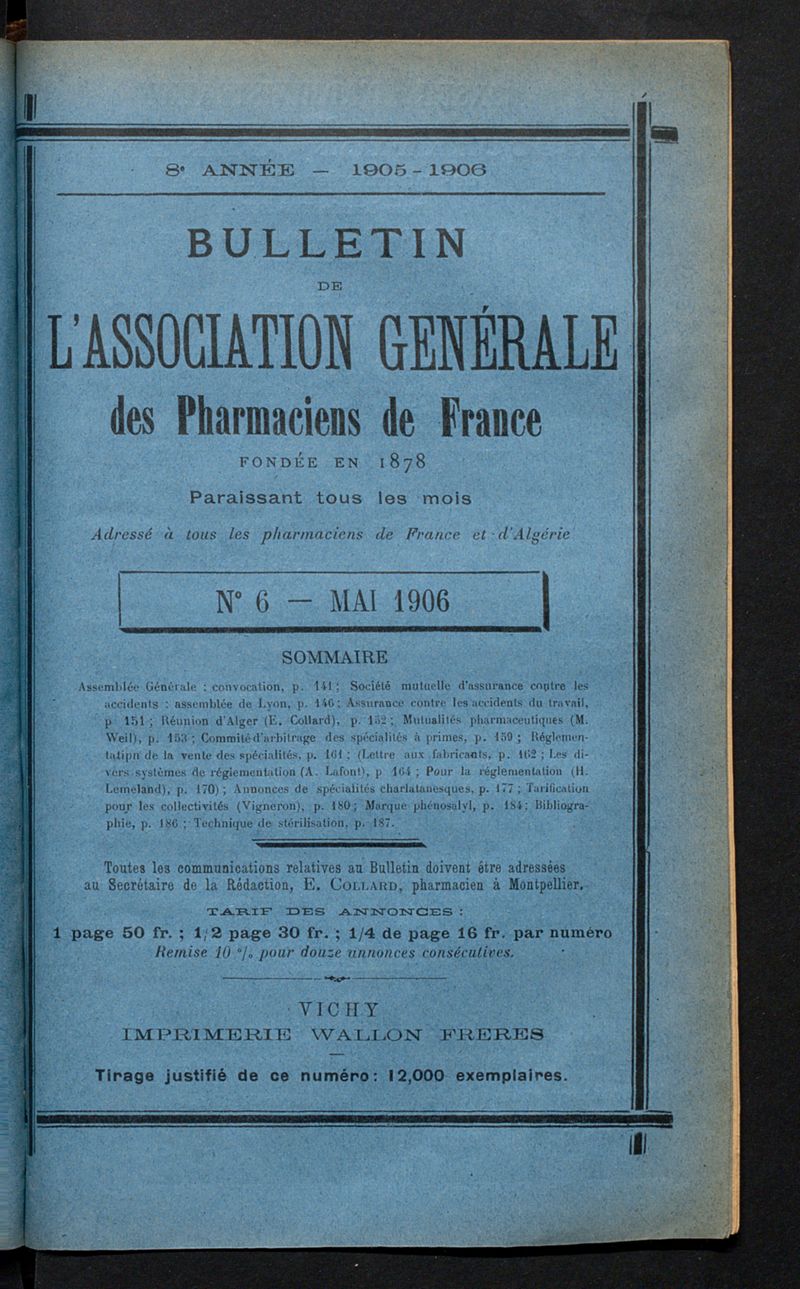 8e ANNÉE — 1905-1906
BULLETIN
DE
L'ASSOCIATION GENÉRALE
des Pharmaciens de France
FONDÉE EN 1878
Paraissant tous les mois
Adressé à tous les pharmaciens de France et d'Algérie
N° 6 — MAI 1906
SOMMAIRE
Assemblée Générale : convocation, p. 141 ; Société mutuelle d'assurance contre les
accidents : assemblée de Lyon, p. 146 ; Assurance contre les accidents du travail,
p 151 ; Réunion d'Alger (E. Collard), p. 152 ; Mutualités pharmaceutiques (M.
Weil), p. 153 ; Commité d'arbitrage des spécialités à primes, p. 159 ; Réglemen-
tatipn de la vente des spécialités, p. 161 ; (Lettre aux fabricants, p. 162 ; Les di-
vers systèmes de réglementation (A. Lafont), p 164 ; Pour la réglementation (H.
Lemeland), p. 170) ; Annonces de spécialités charlatanesques, p. 177 ; Tarification
pour les collectivités (Vigneron), p. 180 ; Marque phénosalyl, p. 184 ; Bibliogra-
phie, p. 186 ; Technique de stérilisation, p. 187.
Toutes les communications relatives au Bulletin doivent être adressées
au Secrétaire de la Rédaction, E. COLLARD, pharmacien à Montpellier.
TARIF DES ANNONCES :
1 page 50 fr. ; 1/2 page 30 fr. ; 1/4 de page 16 fr. par numéro
Remise 10 °/o pour douze annonces consécutives.
VICHY
IMPRIMERIE WALLON FRERES
Tirage justifié de ce numéro : 12,000 exemplaires.